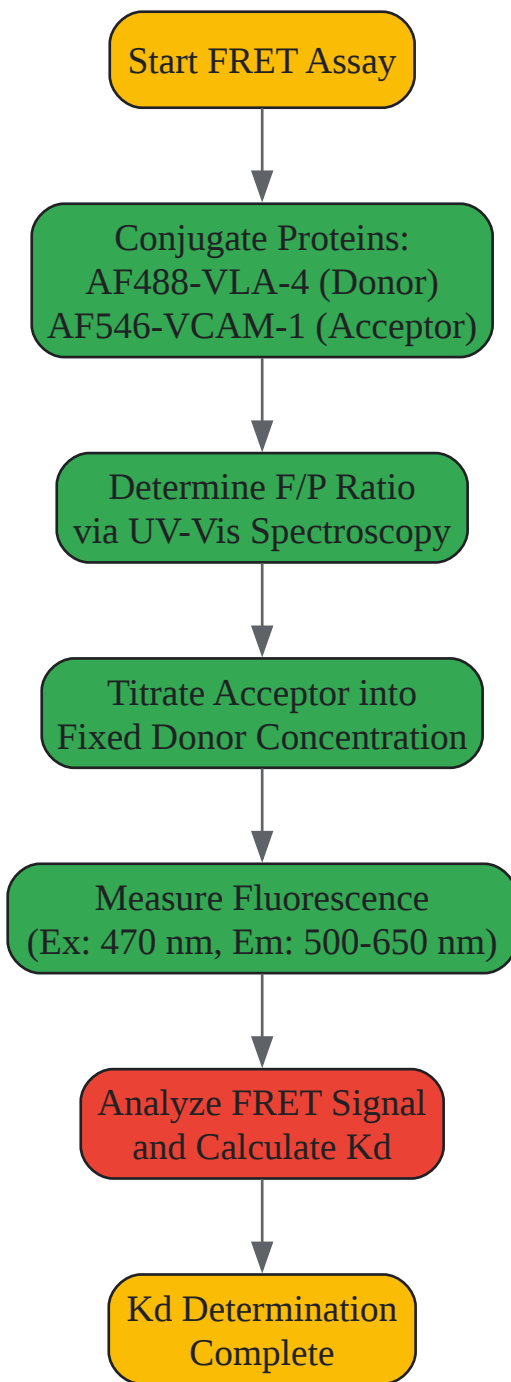 Start FRET Assay
Conjugate Proteins:
AF488-VLA-4 (Donor)
AF546-VCAM-1 (Acceptor)
Determine F/P Ratio
via UV-Vis Spectroscopy
Titrate Acceptor into
Fixed Donor Concentration
Measure Fluorescence
(Ex: 470 nm, Em: 500-650 nm)
Analyze FRET Signal
and Calculate Kd
Kd Determination
Complete